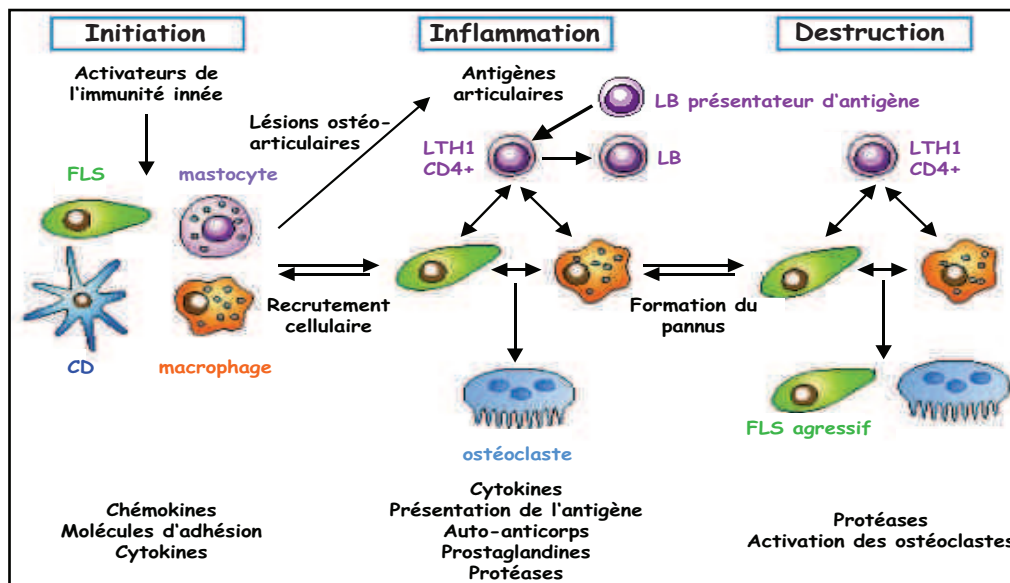 Initiation
Activateurs de
l'immunité innée
FLS
mastocyte
CD
macrophage
Chémokines
Molécules d'adhésion
Cytokines
Lésions ostéo-
articulaires
Recrutement
cellulaire
Inflammation
Antigènes
articulaires
LB présentateur d'antigène
LTH1
CD4+
LB
ostéoclaste
Cytokines
Présentation de l'antigène
Auto-anticorps
Prostaglandines
Protéases
Formation du
pannus
Destruction
LTH1
CD4+
FLS agressif
Protéases
Activation des ostéoclastes